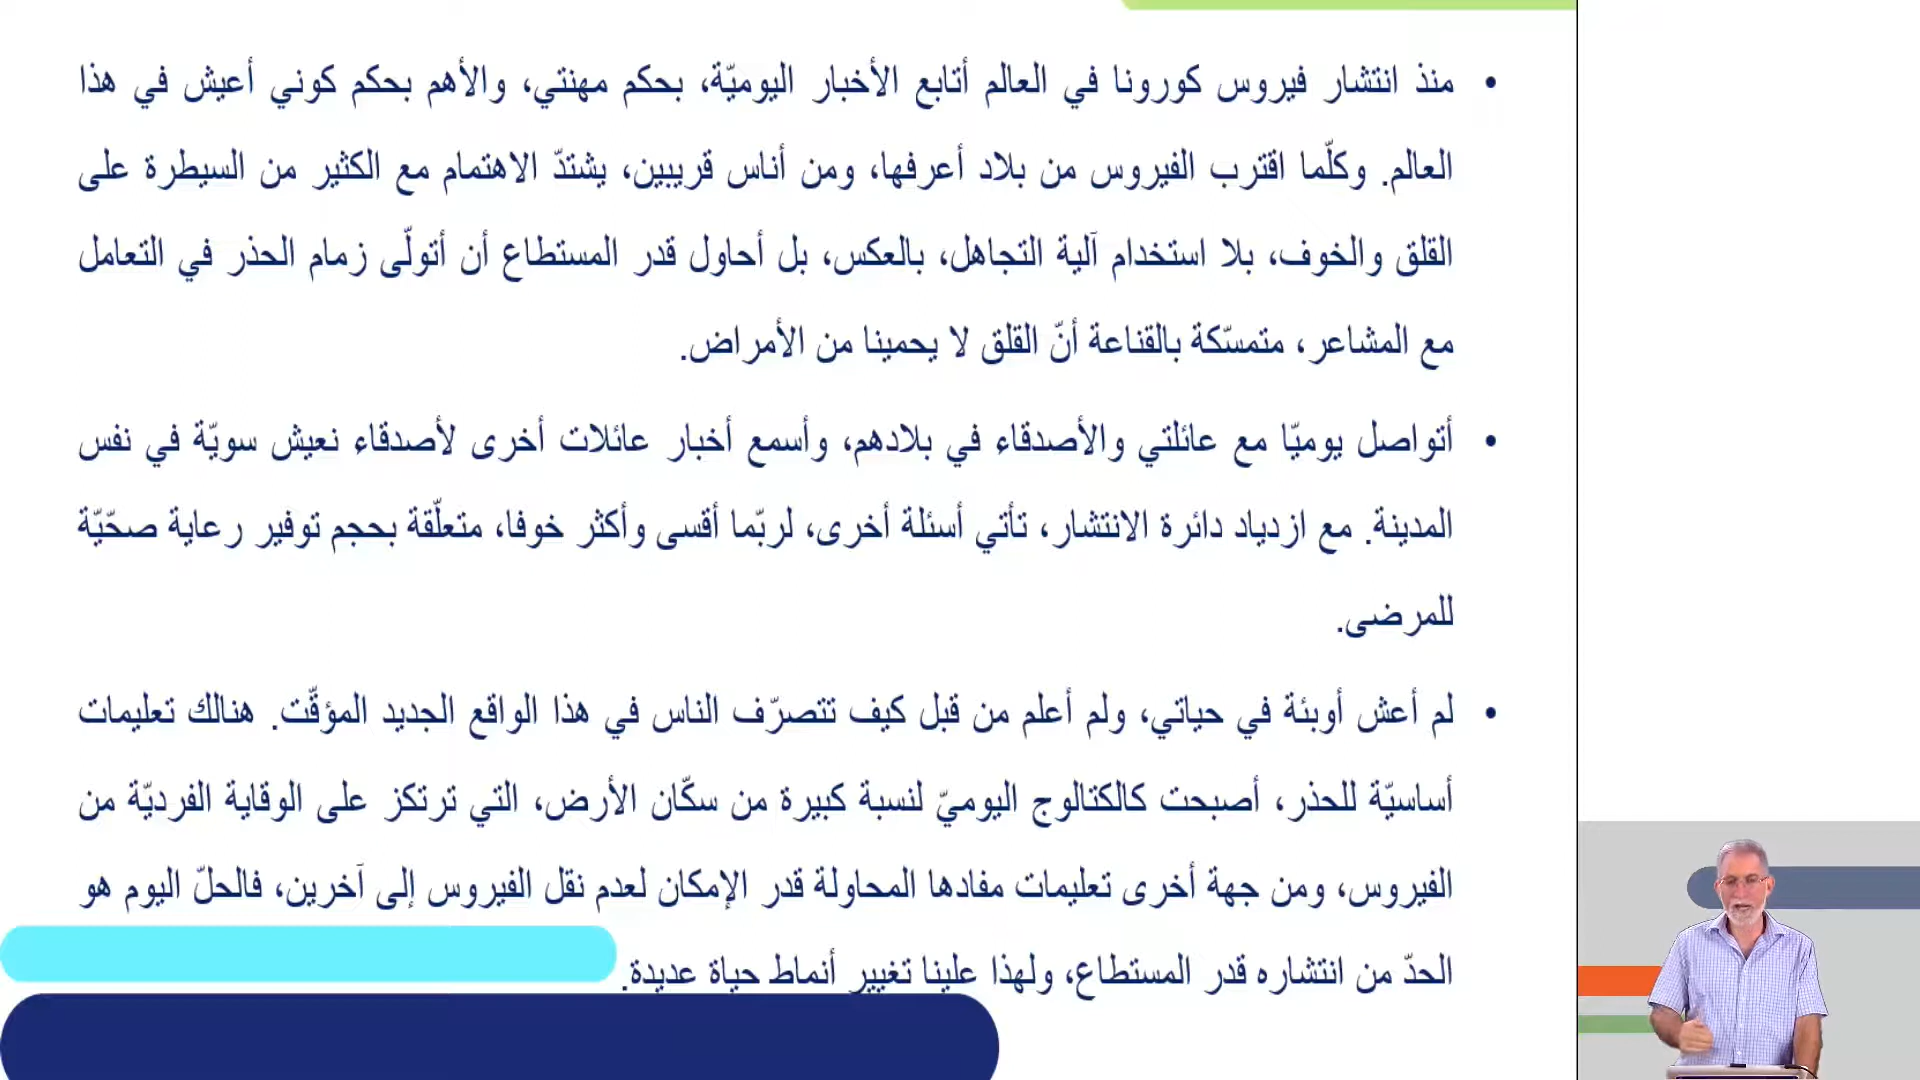 • منذ انتشار فيروس كورونا في العالم أتابع الأخبار اليوميّة، بحكم مهنتي، والأهم بحكم كوني أعيش في هذا
العالم. وكلّما اقترب الفيروس من بلاد أعرفها، ومن أناس قريبين، يشتدّ الاهتمام مع الكثير من السيطرة على
القلق والخوف، بلا استخدام آلية التجاهل، بالعكس، بل أحاول قدر المستطاع أن أتولّى زمام الحذر في التعامل
مع المشاعر، متمسّكة بالقناعة أنّ القلق لا يحمينا من الأمراض.
• أتواصل يوميّا مع عائلتي والأصدقاء في بلادهم، وأسمع أخبار عائلات أخرى لأصدقاء نعيش سويّة في نفس
المدينة. مع ازدياد دائرة الانتشار، تأتي أسئلة أخرى، لربّما أقسى وأكثر خوفا، متعلّقة بحجم توفير رعاية صحّيّة
للمرضى.
• لم أعش أوبئة في حياتي، ولم أعلم من قبل كيف تتصرّف الناس في هذا الواقع الجديد المؤقّت. هنالك تعليمات
أساسيّة للحذر، أصبحت كالكتالوج اليوميّ لنسبة كبيرة من سكّان الأرض، التي ترتكز على الوقاية الفرديّة من
الفيروس، ومن جهة أخرى تعليمات مفادها المحاولة قدر الإمكان لعدم نقل الفيروس إلى آخرين، فالحلّ اليوم هو
الحدّ من انتشاره قدر المستطاع، ولهذا علينا تغيير أنماط حياة عديدة.